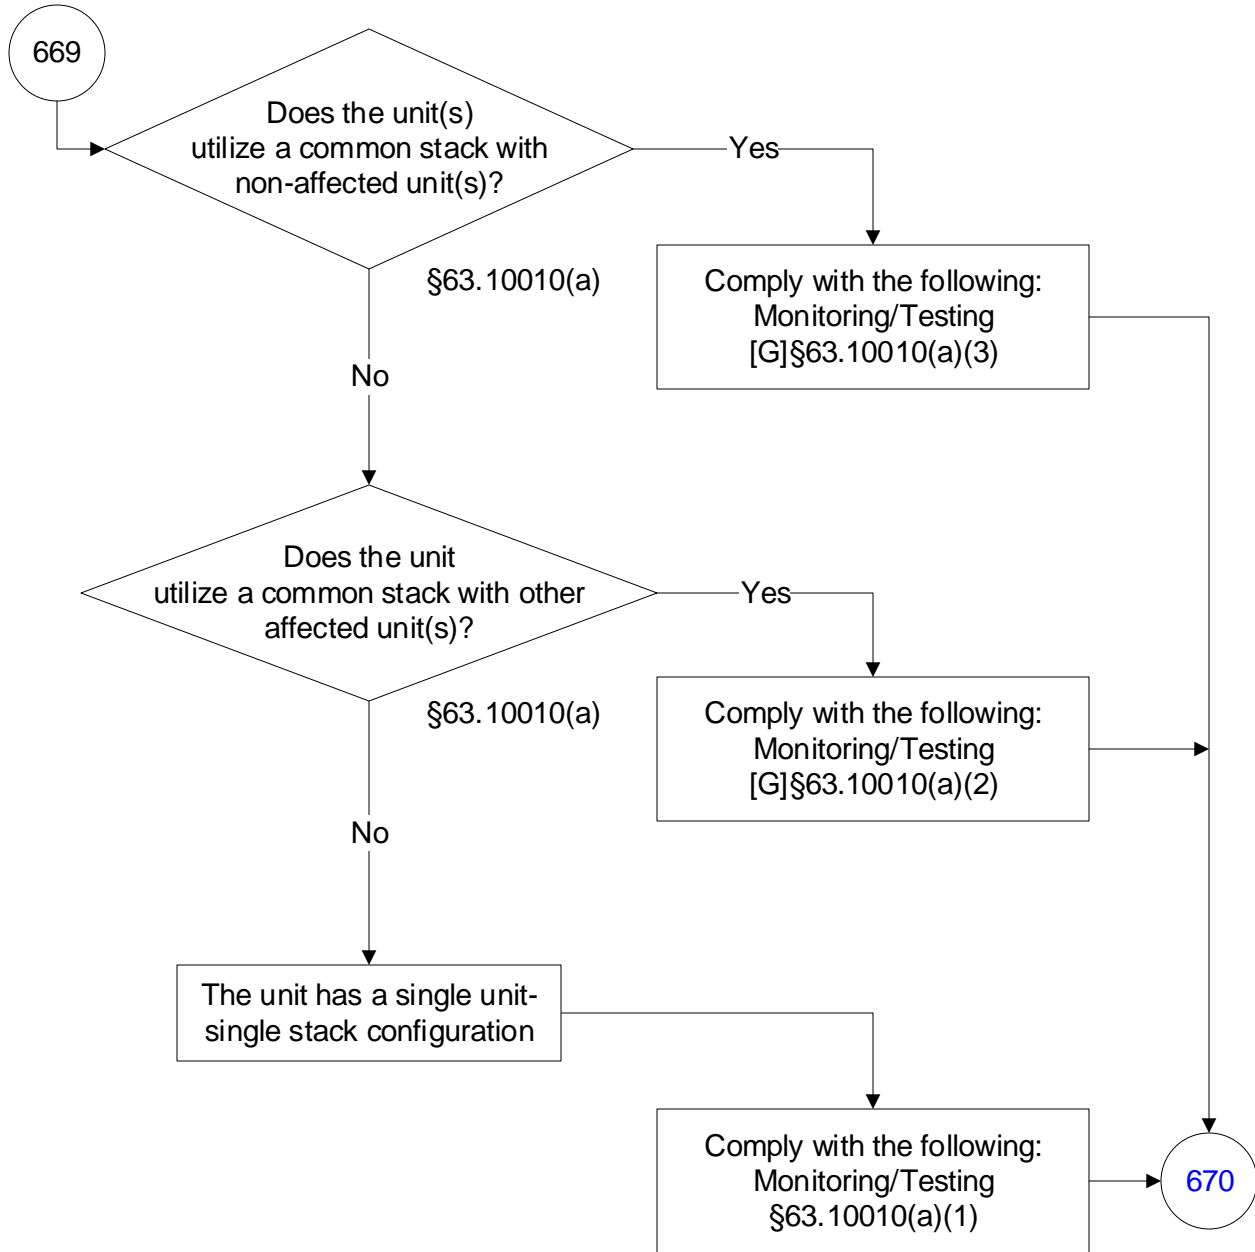 669
Does the unit(s)
utilize a common stack with
non-affected unit(s)?
Yes
§63.10010(a)
Comply with the following:
Monitoring/Testing
[G]§63.10010(a)(3)
No
Does the unit
utilize a common stack with other
affected unit(s)?
Yes
§63.10010(a)
Comply with the following:
Monitoring/Testing
[G]§63.10010(a)(2)
No
The unit has a single unit-
single stack configuration
Comply with the following:
Monitoring/Testing
§63.10010(a)(1)
670